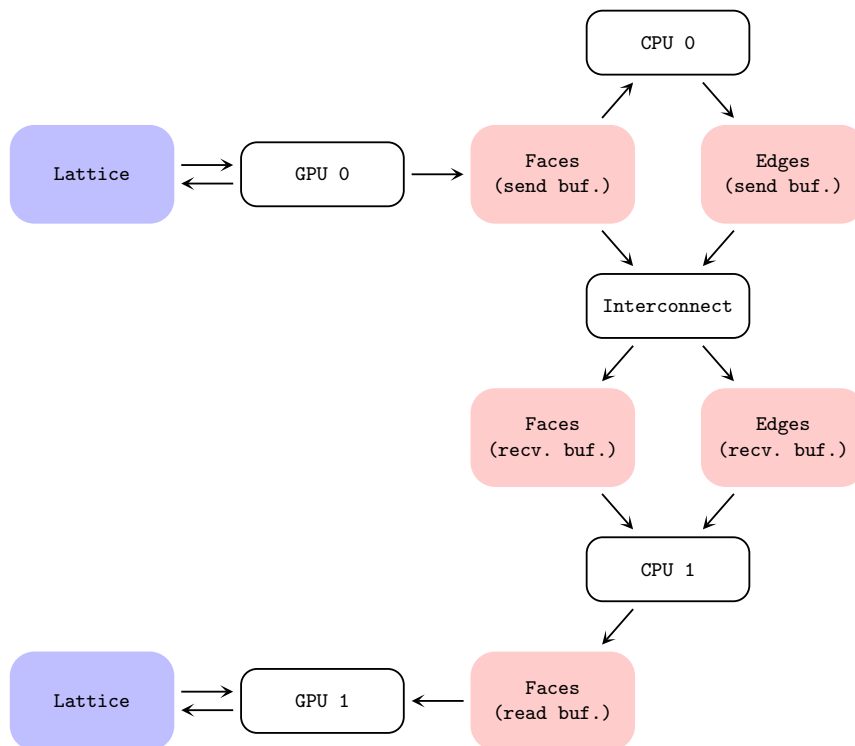 CPU 0
Lattice
GPU 0
Faces
(send buf.)
Edges
(send buf.)
Interconnect
Faces
(recv. buf.)
Edges
(recv. buf.)
CPU 1
Lattice
GPU 1
Faces
(read buf.)